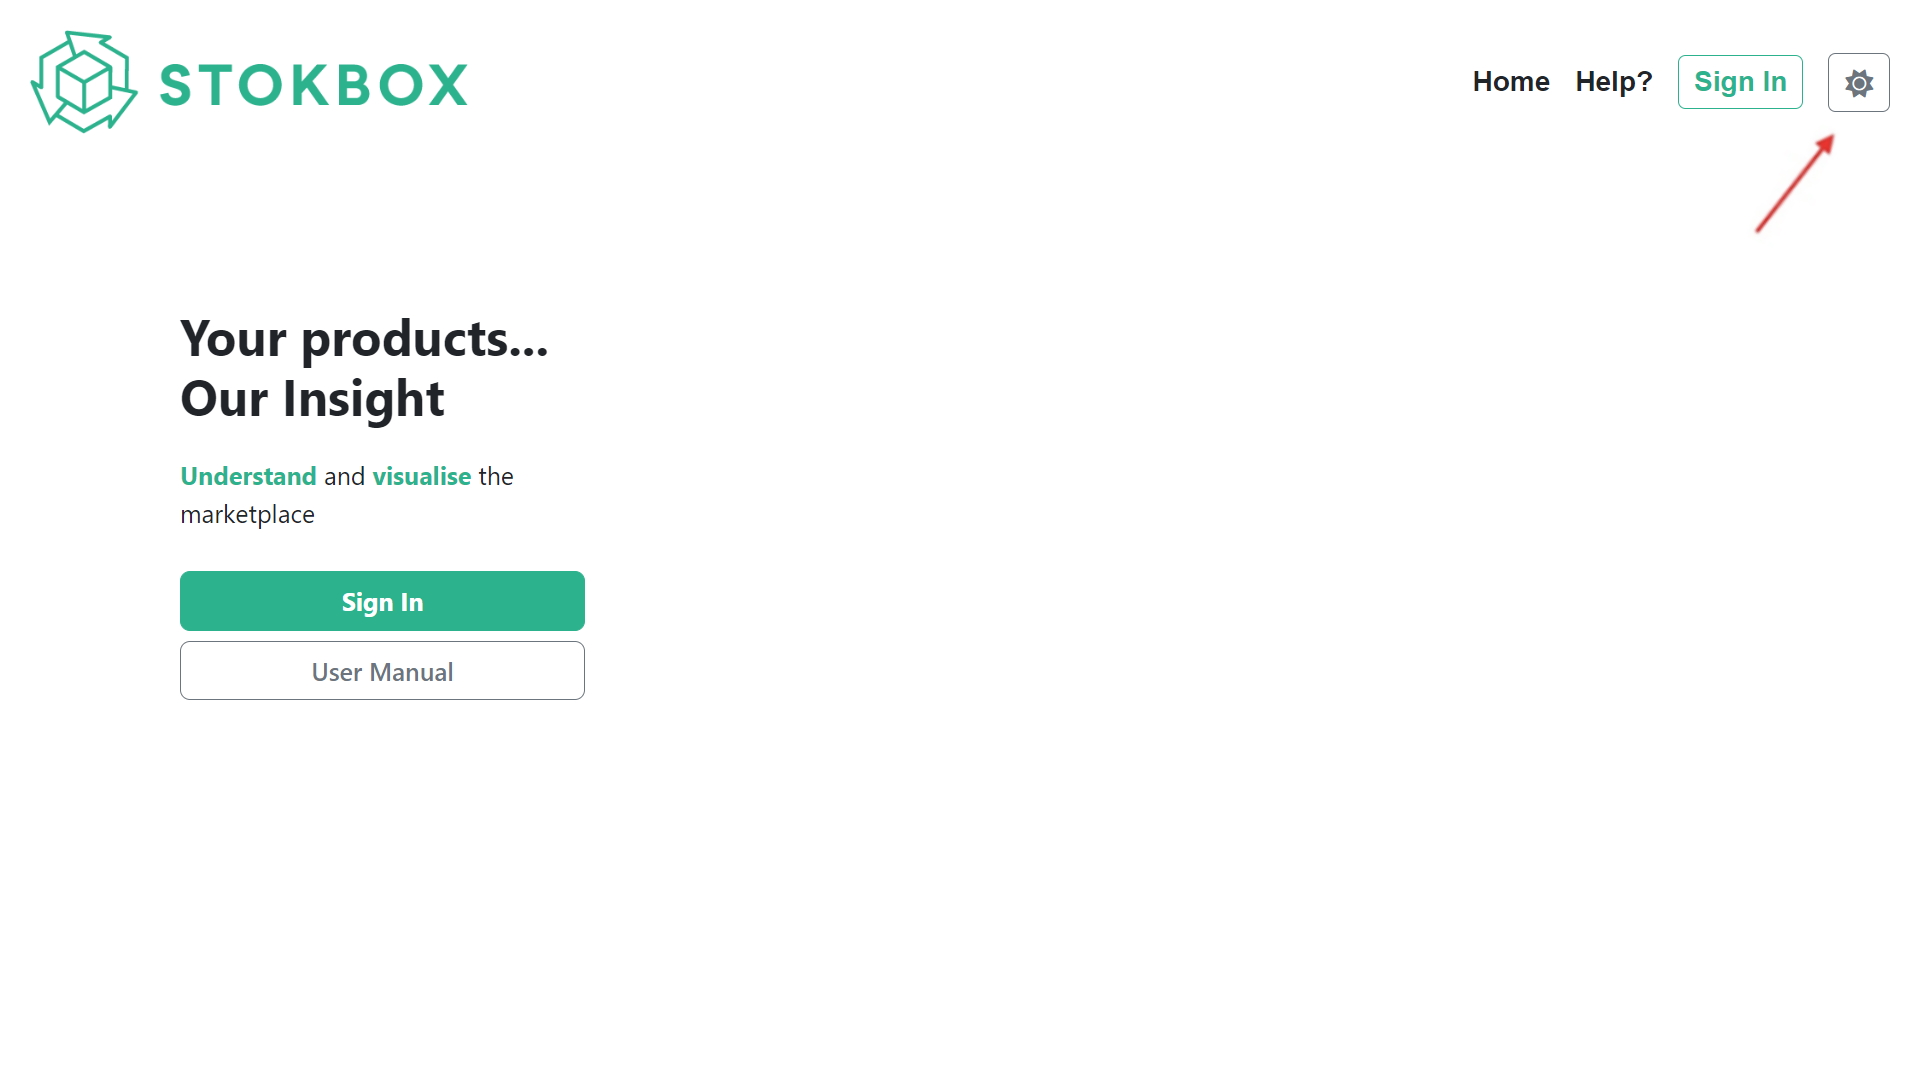 STOKBOX
Home Help? Sign In
Your products...
Our Insight
Understand and visualise the
marketplace
Sign In
User Manual